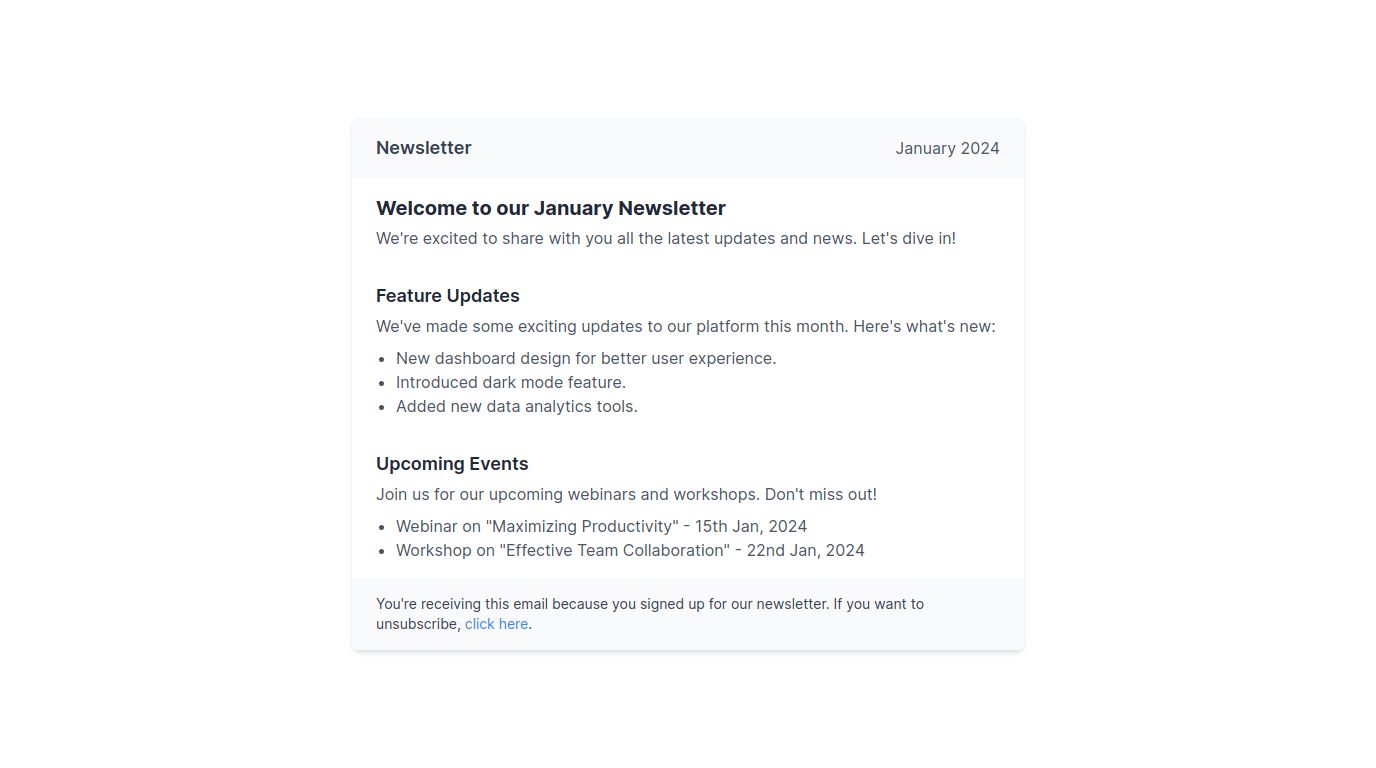 Newsletter
January 2024
Welcome to our January Newsletter
We're excited to share with you all the latest updates and news. Let's dive in!
Feature Updates
We've made some exciting updates to our platform this month. Here's what's new:
• New dashboard design for better user experience.
• Introduced dark mode feature.
• Added new data analytics tools.
Upcoming Events
Join us for our upcoming webinars and workshops. Don't miss out!
• Webinar on "Maximizing Productivity" - 15th Jan, 2024
• Workshop on "Effective Team Collaboration" - 22nd Jan, 2024
You're receiving this email because you signed up for our newsletter. If you want to
unsubscribe, click here.